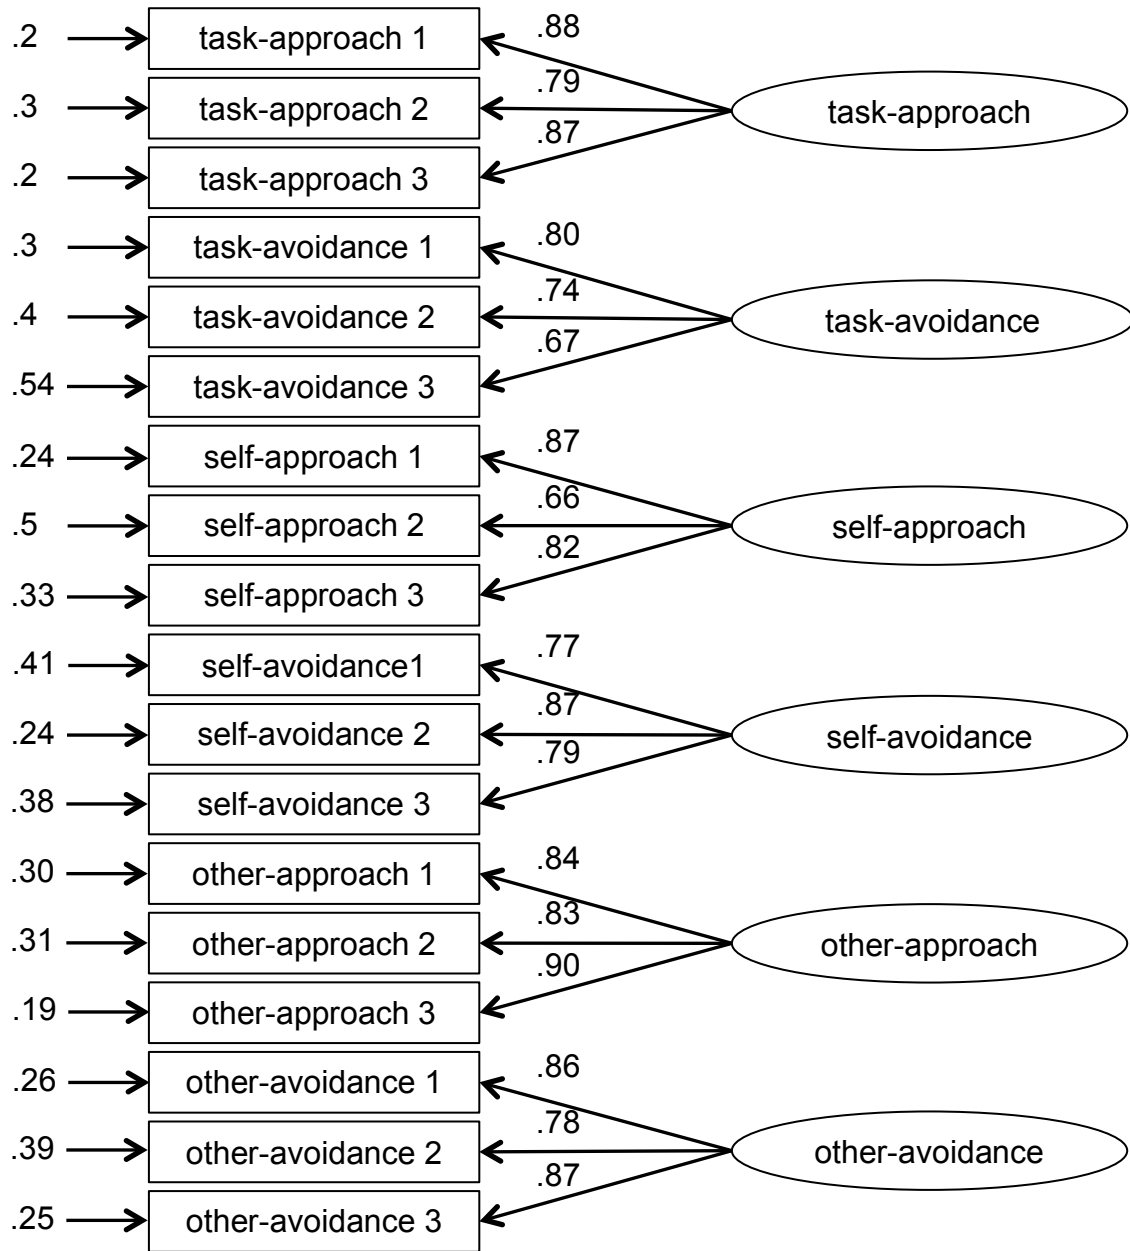 .2 task-approach 1 .88
.3 task-approach 2 .79 task-approach
.2 task-approach 3 .87
.3 task-avoidance 1 .80
.4 task-avoidance 2 .74 task-avoidance
.54 task-avoidance 3 .67
.24 self-approach 1 .87
.5 self-approach 2 .66 self-approach
.33 self-approach 3 .82
.41 self-avoidance1 .77
.24 self-avoidance 2 .87 self-avoidance
.38 self-avoidance 3 .79
.30 other-approach 1 .84
.31 other-approach 2 .83 other-approach
.19 other-approach 3 .90
.26 other-avoidance 1 .86
.39 other-avoidance 2 .78 other-avoidance
.25 other-avoidance 3 .87